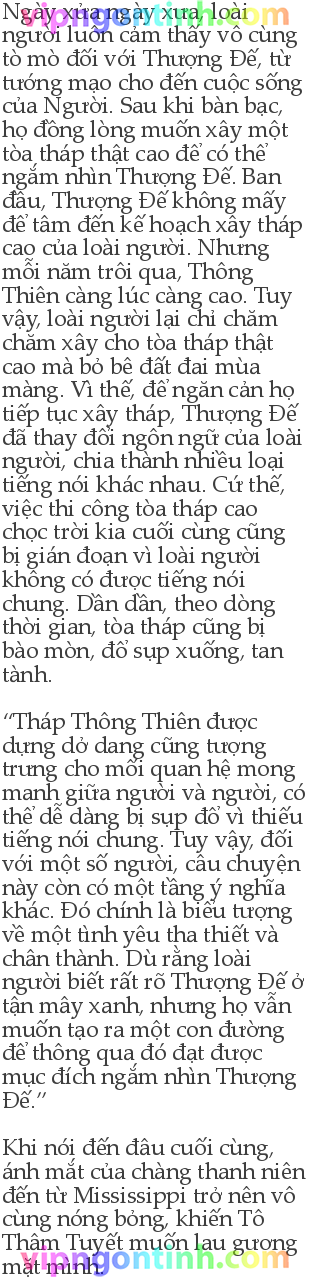 Ngày xửa ngày xưa, loài
người luôn cảm thấy vô cùng
tò mò đối với Thượng Đế, từ
tướng mạo cho đến cuộc sống
của Người. Sau khi bàn bạc,
họ đồng lòng muốn xây một
tòa tháp thật cao để có thể
ngắm nhìn Thượng Đế. Ban
đầu, Thượng Đế không mấy
để tâm đến kế hoạch xây tháp
cao của loài người. Nhưng
mỗi năm trôi qua, Thông
Thiên càng lúc càng cao. Tuy
vậy, loài người lại chỉ chăm
chăm xây cho tòa tháp thật
cao mà bỏ bê đất đai mùa
màng. Vì thế, để ngăn cản họ
tiếp tục xây tháp, Thượng Đế
đã thay đổi ngôn ngữ của loài
người, chia thành nhiều loại
tiếng nói khác nhau. Cứ thế,
việc thi công tòa tháp cao
chọc trời kia cuối cùng cũng
bị gián đoạn vì loài người
không có được tiếng nói
chung. Dần dần, theo dòng
thời gian, tòa tháp cũng bị
bào mòn, đổ sụp xuống, tan
tành.
“Tháp Thông Thiên được
dựng dở dang cũng tượng
trưng cho mối quan hệ mong
manh giữa người và người, có
thể dễ dàng bị sụp đổ vì thiếu
tiếng nói chung. Tuy vậy, đối
với một số người, câu chuyện
này còn có một tầng ý nghĩa
khác. Đó chính là biểu tượng
về một tình yêu tha thiết và
chân thành. Dù rằng loài
người biết rất rõ Thượng Đế ở
tận mây xanh, nhưng họ vẫn
muốn tạo ra một con đường
để thông qua đó đạt được
mục đích ngắm nhìn Thượng
Đế.”
Khi nói đến đâu cuối cùng,
ánh mắt của chàng thanh niên
đến từ Mississippi trở nên vô
cùng nóng bỏng, khiến Tô
Thâm Tuyết muốn lau gương
mặt mình.
vipngontinh.com
vipngontinh.com